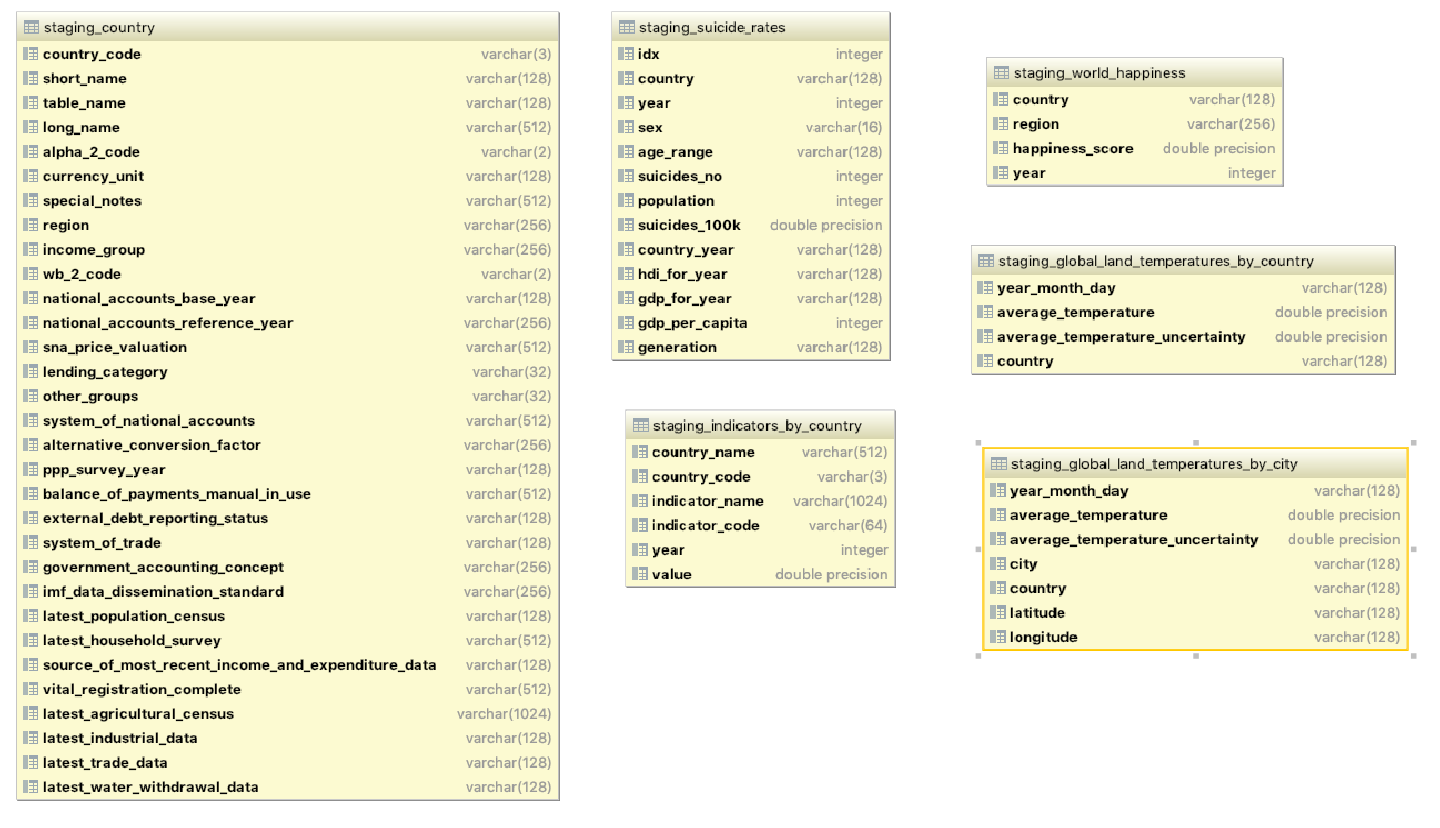 staging_country
country_code varchar(3)
short_name varchar(128)
table_name varchar(128)
long_name varchar(512)
alpha_2_code varchar(2)
currency_unit varchar(128)
special_notes varchar(512)
region varchar(256)
income_group varchar(256)
wb_2_code varchar(2)
national_accounts_base_year varchar(128)
national_accounts_reference_year varchar(256)
sna_price_valuation varchar(512)
lending_category varchar(32)
other_groups varchar(32)
system_of_national_accounts varchar(512)
alternative_conversion_factor varchar(256)
ppp_survey_year varchar(128)
balance_of_payments_manual_in_use varchar(512)
external_debt_reporting_status varchar(128)
system_of_trade varchar(128)
government_accounting_concept varchar(256)
imf_data_dissemination_standard varchar(256)
latest_population_census varchar(128)
latest_household_survey varchar(512)
source_of_most_recent_income_and_expenditure_data varchar(128)
vital_registration_complete varchar(512)
latest_agricultural_census varchar(1024)
latest_industrial_data varchar(128)
latest_trade_data varchar(128)
latest_water_withdrawal_data varchar(128)
staging_suicide_rates
idx integer
country varchar(128)
year integer
sex varchar(16)
age_range varchar(128)
suicides_no integer
population integer
suicides_100k double precision
country_year varchar(128)
hdi_for_year varchar(128)
gdp_for_year varchar(128)
gdp_per_capita integer
generation varchar(128)
staging_indicators_by_country
country_name varchar(512)
country_code varchar(3)
indicator_name varchar(1024)
indicator_code varchar(64)
year integer
value double precision
staging_world_happiness
country varchar(128)
region varchar(256)
happiness_score double precision
year integer
staging_global_land_temperatures_by_country
year_month_day varchar(128)
average_temperature double precision
average_temperature_uncertainty double precision
country varchar(128)
staging_global_land_temperatures_by_city
year_month_day varchar(128)
average_temperature double precision
average_temperature_uncertainty double precision
city varchar(128)
country varchar(128)
latitude varchar(128)
longitude varchar(128)